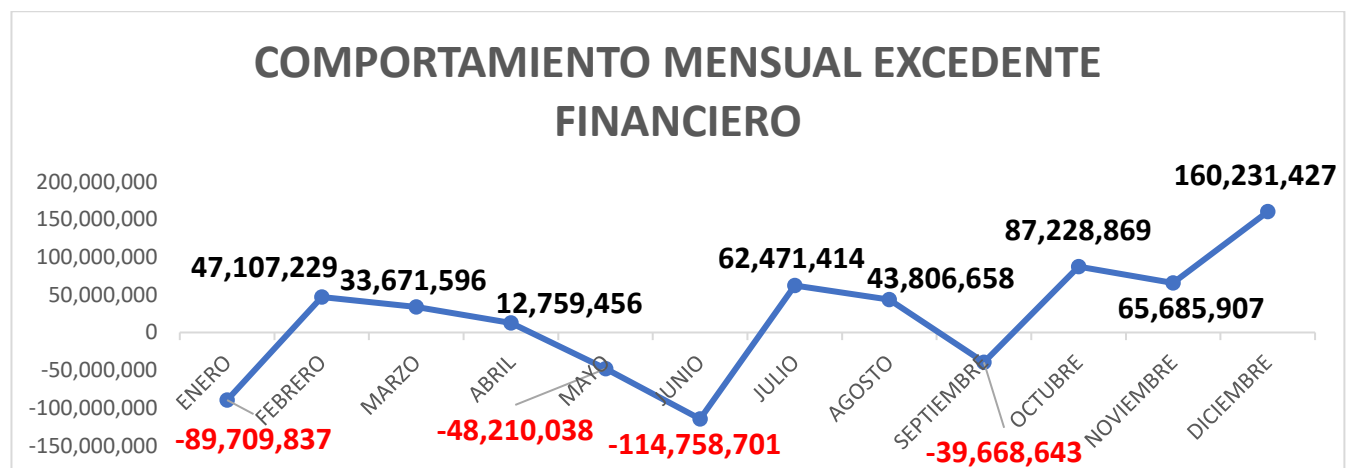 COMPORTAMIENTO MENSUAL EXCEDENTE
FINANCIERO
200,000,000
150,000,000
100,000,000
50,000,000
0
-50,000,000
-100,000,000
-150,000,000
-89,709,837
47,107,229
33,671,596
12,759,456
-48,210,038
-114,758,701
62,471,414
43,806,658
-39,668,643
87,228,869
65,685,907
160,231,427
ENERO
FEBRERO
MARZO
ABRIL
MAYO
JUNIO
JULIO
AGOSTO
SEPTIEMBRE
OCTUBRE
NOVIEMBRE
DICIEMBRE